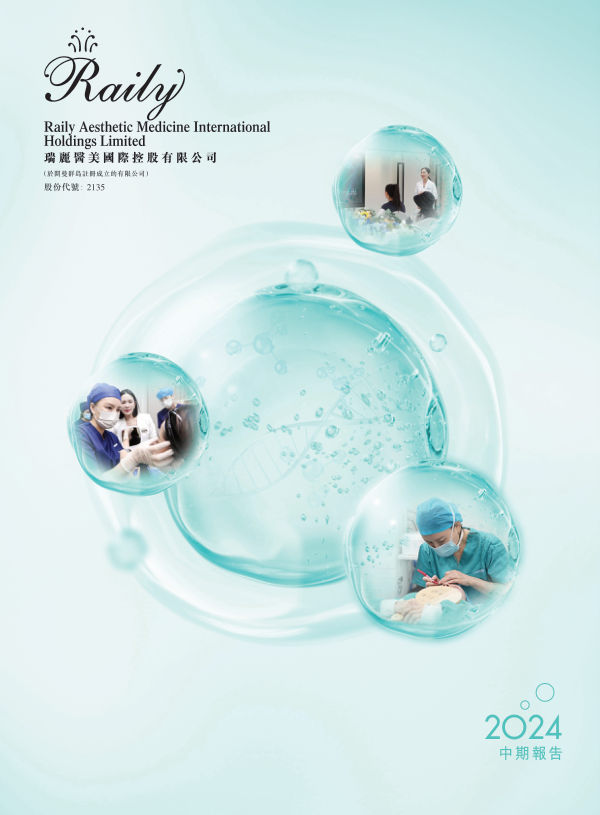 Raily
Raily Aesthetic Medicine International
Holdings Limited
瑞麗醫美國際控股有限公司
(於開曼群島註冊成立的有限公司)
股份代號: 2135
2024
中期報告